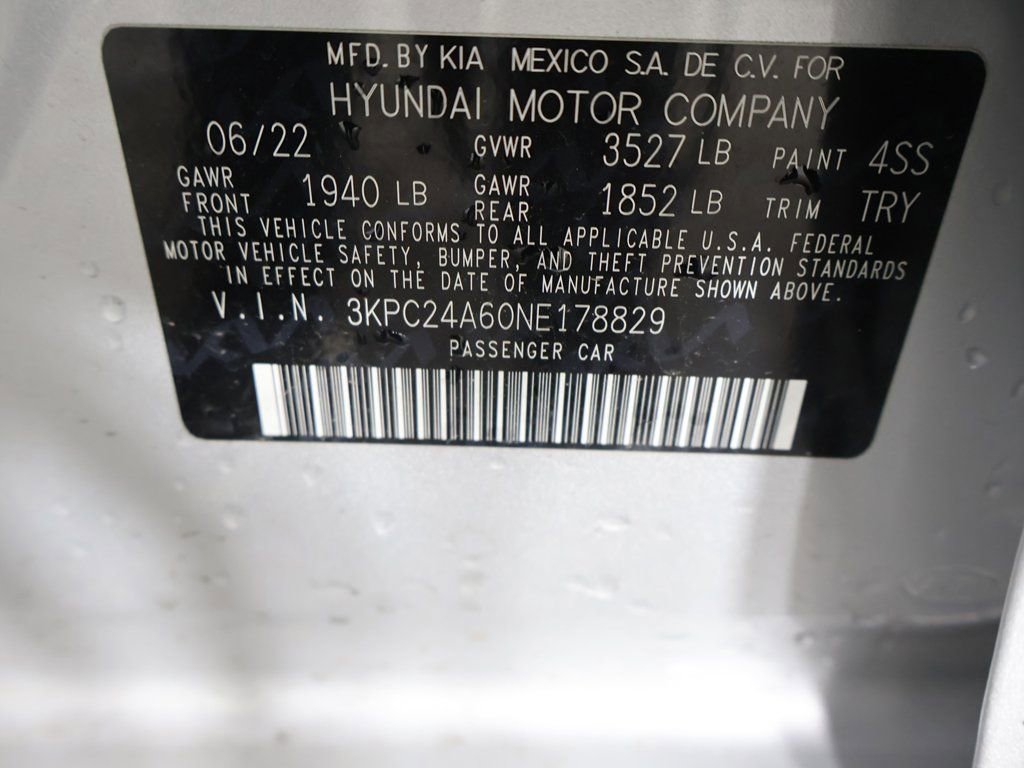 MFD. BY KIA MEXICO S.A. DE C.V. FOR
HYUNDAI MOTOR COMPANY
06/22 GVWR 3527 LB PAINT 4SS
GAWR FRONT 1940 LB GAWR REAR 1852 LB TRIM TRY
THIS VEHICLE CONFORMS TO ALL APPLICABLE U.S.A. FEDERAL
MOTOR VEHICLE SAFETY, BUMPER, AND THEFT PREVENTION STANDARDS
IN EFFECT ON THE DATE OF MANUFACTURE SHOWN ABOVE.
V.I.N. 3KPC24A60NE178829
PASSENGER CAR